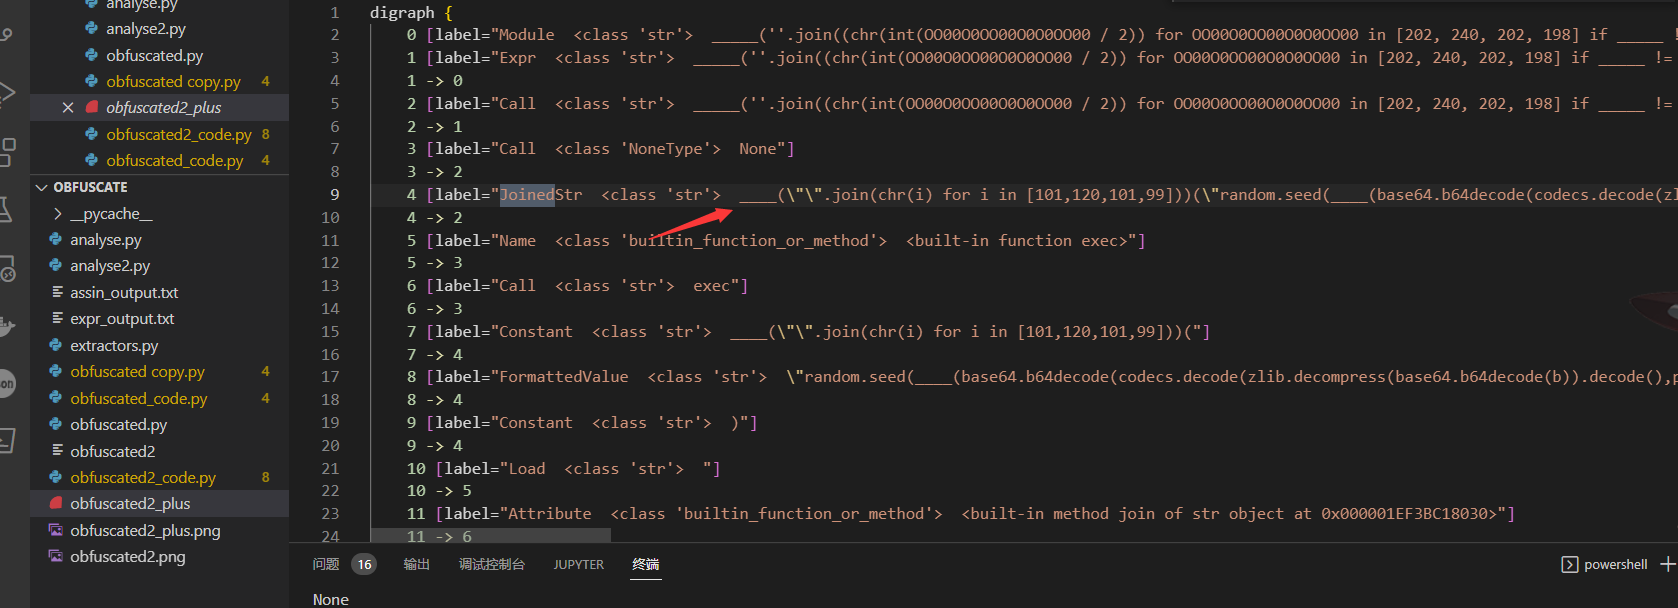 analyse.py
analyse2.py
obfuscated.py
obfuscated copy.py 4
obfuscated2_plus
obfuscated2_code.py 8
obfuscated_code.py 4
OBFUSCATE
__pycache__
analyse.py
analyse2.py
assin_output.txt
expr_output.txt
extractors.py
obfuscated copy.py 4
obfuscated_code.py 4
obfuscated.py
obfuscated2
obfuscated2_code.py 8
obfuscated2_plus
obfuscated2_plus.png
obfuscated2.png
1 digraph {
2 0 [label="Module <class 'str'> _____(''.join((chr(int(OO00O0OO00O0O0OO00 / 2)) for OO00O0OO00O0O0OO00 in [202, 240, 202, 198] if _____ !
3 1 [label="Expr <class 'str'> _____(''.join((chr(int(OO00O0OO00O0O0OO00 / 2)) for OO00O0OO00O0O0OO00 in [202, 240, 202, 198] if _____ !=
4 1 -> 0
5 2 [label="Call <class 'str'> _____(''.join((chr(int(OO00O0OO00O0O0OO00 / 2)) for OO00O0OO00O0O0OO00 in [202, 240, 202, 198] if _____ !=
6 2 -> 1
7 3 [label="Call <class 'NoneType'> None"]
8 3 -> 2
9 4 [label="JoinedStr <class 'str'> ____(\"\".join(chr(i) for i in [101,120,101,99]))(\"random.seed(____(base64.b64decode(codecs.decode(zl
10 4 -> 2
11 5 [label="Name <class 'builtin_function_or_method'> <built-in function exec>"]
12 5 -> 3
13 6 [label="Call <class 'str'> exec"]
14 6 -> 3
15 7 [label="Constant <class 'str'> ____(\"\".join(chr(i) for i in [101,120,101,99]))("]
16 7 -> 4
17 8 [label="FormattedValue <class 'str'> \"random.seed(____(base64.b64decode(codecs.decode(zlib.decompress(base64.b64decode(b)).decode(),p
18 8 -> 4
19 9 [label="Constant <class 'str'> )"]
20 9 -> 4
21 10 [label="Load <class 'str'> "]
22 10 -> 5
23 11 [label="Attribute <class 'builtin_function_or_method'> <built-in method join of str object at 0x000001EF3BC18030>"]
24 11 -> 6
问题 16 输出 调试控制台 JUPYTER 终端 powershell
None